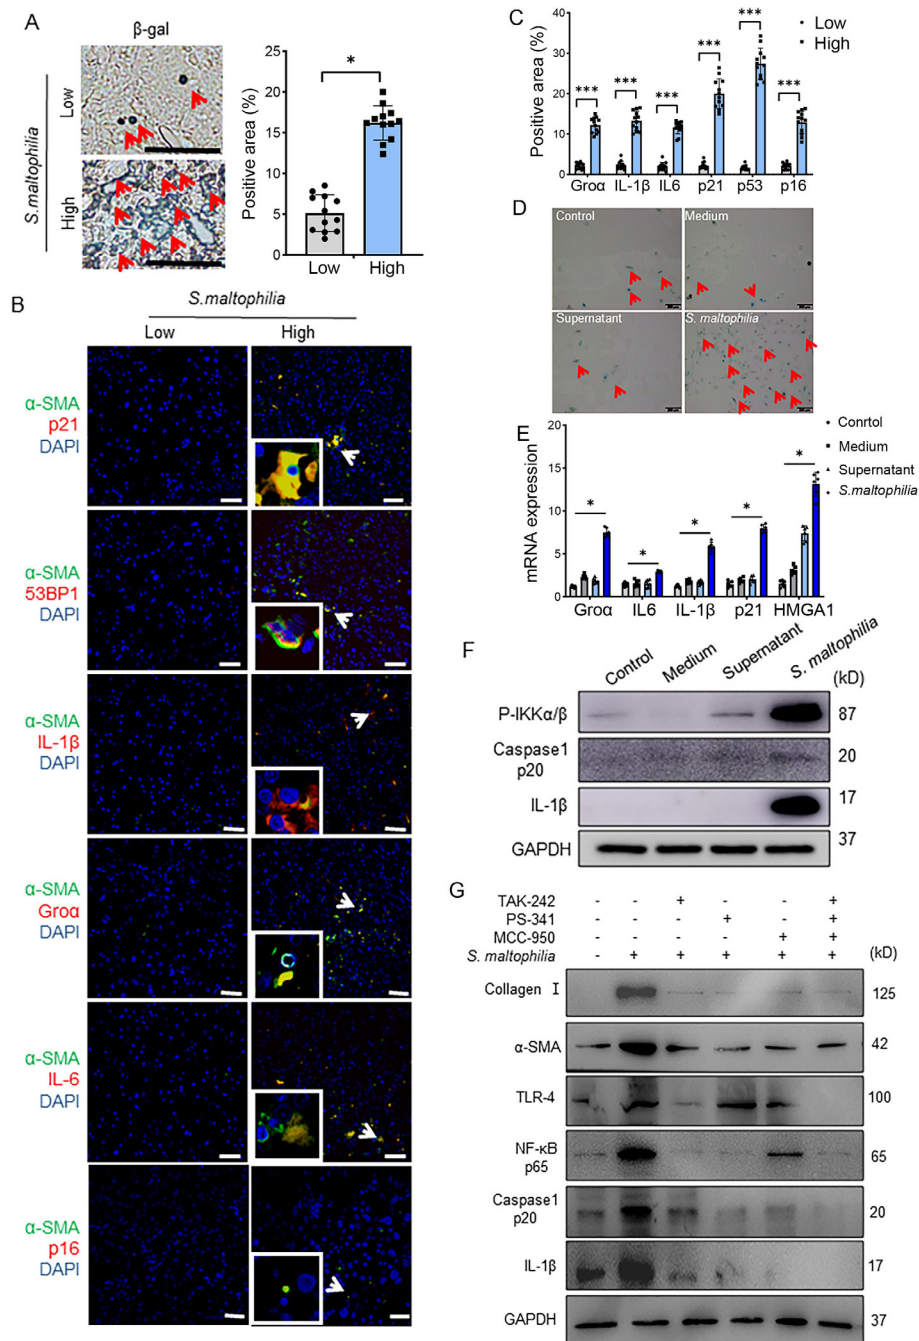 A
β-gal
S.maltophilia
Low
High
Positive area (%)
25
20
15
10
5
0
*
Low
High
B
S.maltophilia
Low
High
α-SMA
p21
DAPI
α-SMA
53BP1
DAPI
α-SMA
IL-1β
DAPI
α-SMA
Groα
DAPI
α-SMA
IL-6
DAPI
α-SMA
p16
DAPI
C
Positive area (%)
40
30
20
10
0
*** *** *** *** *** ***
Low
High
Groα IL-1β IL6 p21 p53 p16
D
Control
Medium
Supernatant
S. maltophilia
E
mRNA expression
20
15
10
5
0
* * * * *
Conrtol
Medium
Supernatant
S.maltophilia
Groα IL6 IL-1β p21 HMGA1
F
Control Medium Supernatant S. maltophilia
(kD)
P-IKKα/β 87
Caspase1
p20
20
IL-1β 17
GAPDH 37
G
TAK-242 - - + - - +
PS-341 - - - + - +
MCC-950 - - - - + +
S. maltophilia - + + + + +
(kD)
Collagen I 125
α-SMA 42
TLR-4 100
NF-κB
p65
65
Caspase1
p20
20
IL-1β 17
GAPDH 37